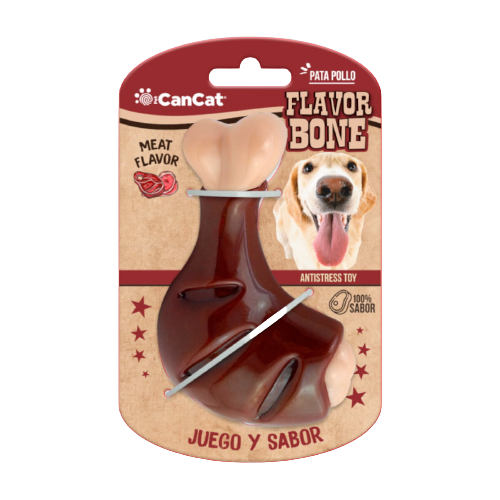 PATA POLLO
CanCat
FLAVOR
BONE
MEAT
FLAVOR
ANTISTRESS TOY
100%
SABOR
JUEGO Y SABOR